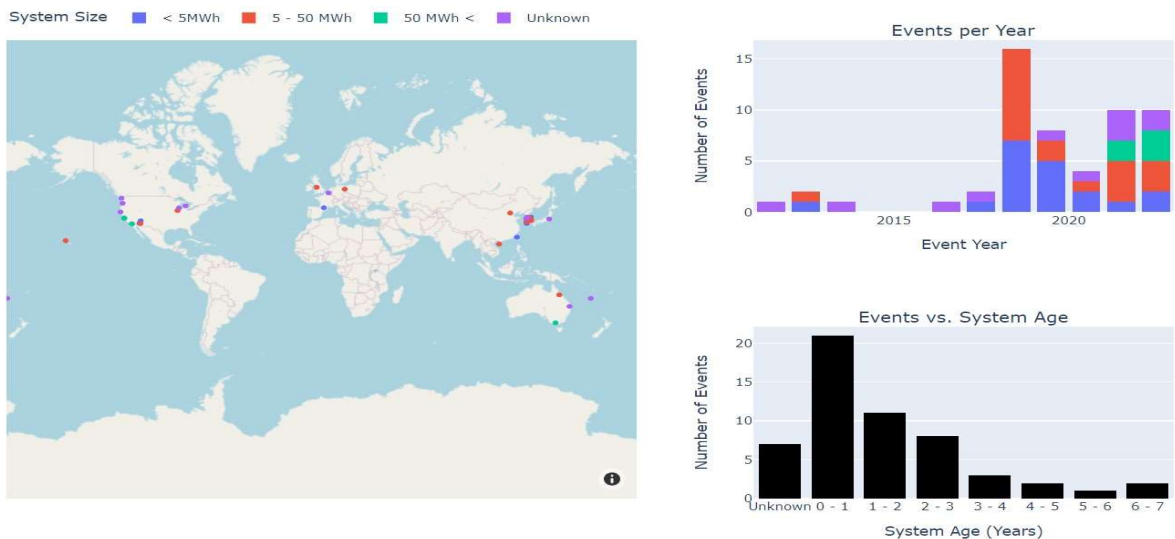 System Size < 5MWh 5 - 50 MWh 50 MWh < Unknown
Events per Year
Number of Events
15
10
5
0
2015 2020
Event Year
Events vs. System Age
Number of Events
20
15
10
5
0
Unknown 0 - 1 1 - 2 2 - 3 3 - 4 4 - 5 5 - 6 6 - 7
System Age (Years)